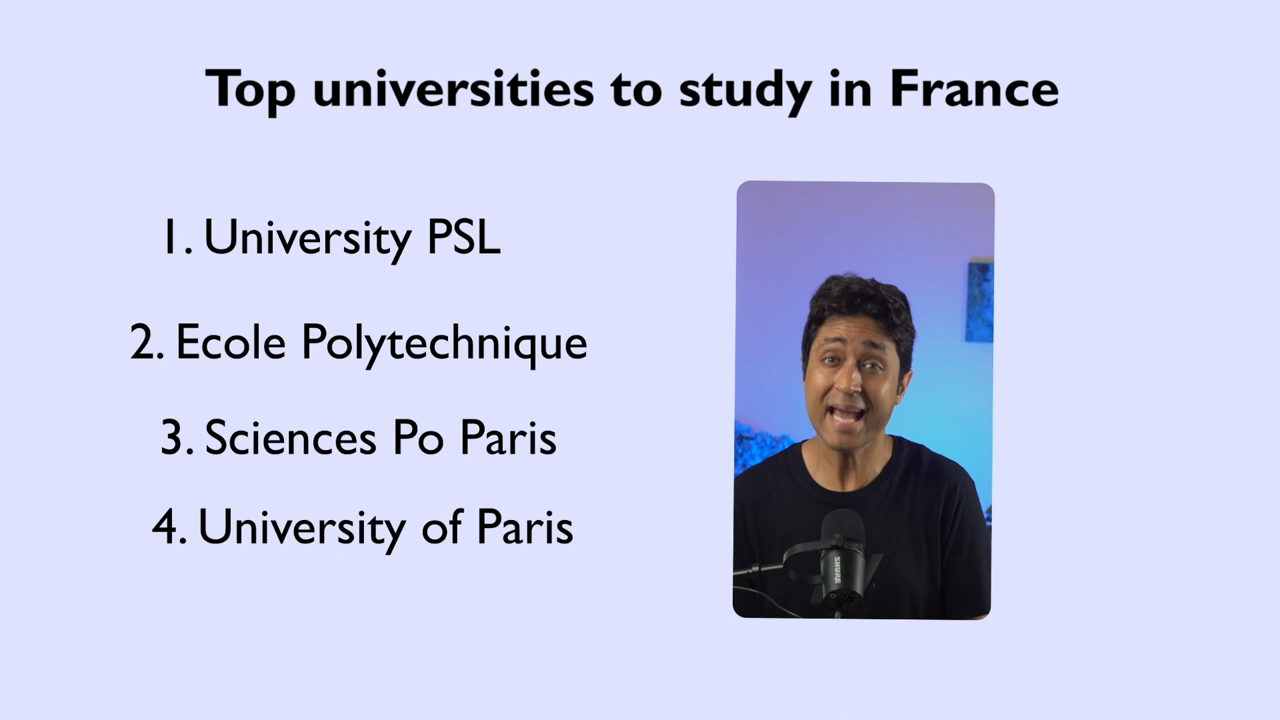 Top universities to study in France
1. University PSL
2. Ecole Polytechnique
3. Sciences Po Paris
4. University of Paris
SHURE